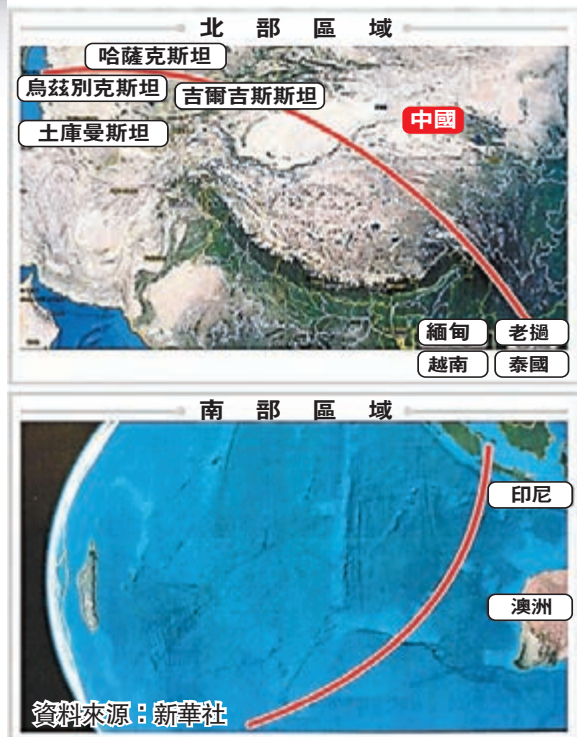 北部區域
哈薩克斯坦
烏茲別克斯坦
吉爾吉斯斯坦
中國
土庫曼斯坦
緬甸
老撾
越南
泰國
南部區域
印尼
澳洲
資料來源：新華社